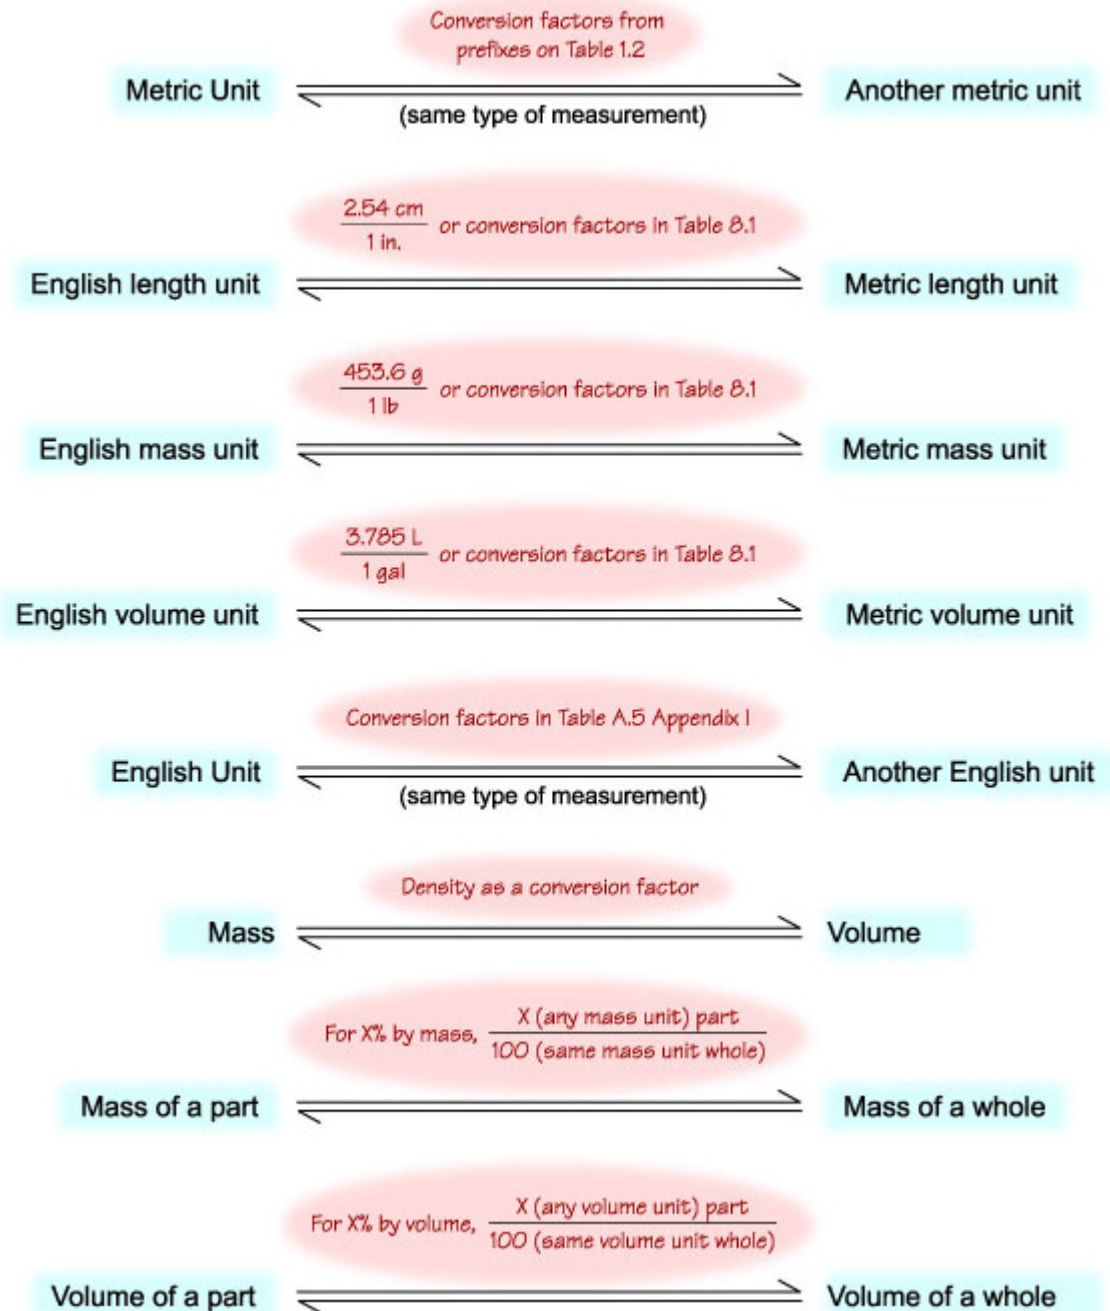 Conversion factors from
prefixes on Table 1.2
Metric Unit
Another metric unit
(same type of measurement)
2.54 cm
1 in.
or conversion factors in Table 8.1
English length unit
Metric length unit
453.6 g
1 lb
or conversion factors in Table 8.1
English mass unit
Metric mass unit
3.785 L
1 gal
or conversion factors in Table 8.1
English volume unit
Metric volume unit
Conversion factors in Table A.5 Appendix I
English Unit
Another English unit
(same type of measurement)
Density as a conversion factor
Mass
Volume
For X% by mass,
X (any mass unit) part
100 (same mass unit whole)
Mass of a part
Mass of a whole
For X% by volume,
X (any volume unit) part
100 (same volume unit whole)
Volume of a part
Volume of a whole